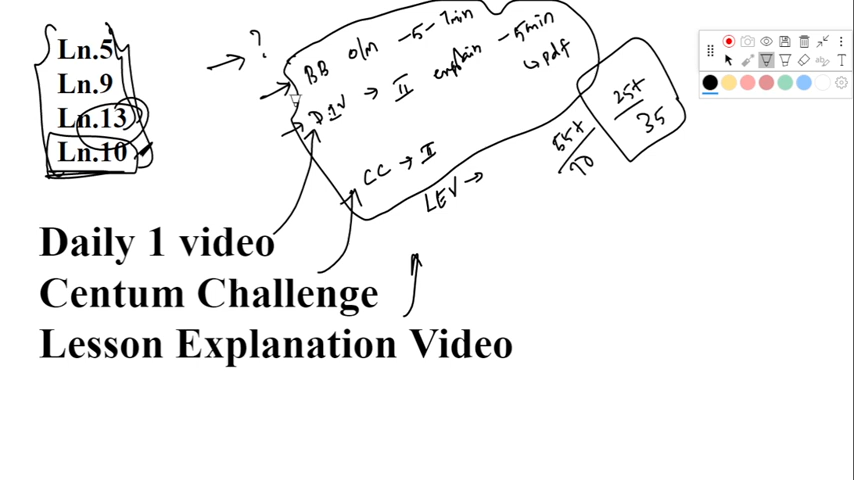 Ln.5
Ln.9
Ln.13
Ln.10
→ ?
BB o/m -5-7min
D1V → II explain -5min
↳ pdf
CC → II
LEV →
55+/70
25+/35
Daily 1 video
Centum Challenge
Lesson Explanation Video